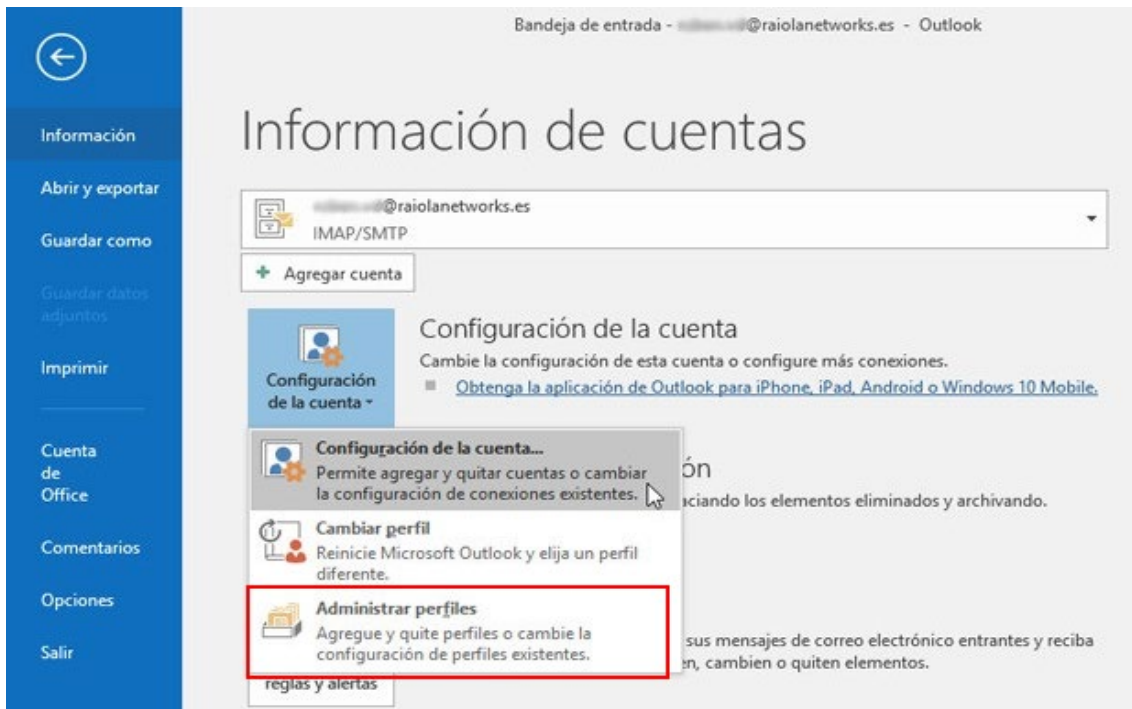 Bandeja de entrada - @raiolanetworks.es - Outlook
Información
Abrir y exportar
Guardar como
Guardar datos
adjuntos
Imprimir
Cuenta
de
Office
Comentarios
Opciones
Salir
Información de cuentas
@raiolanetworks.es
IMAP/SMTP
Agregar cuenta
Configuración
de la cuenta
Configuración de la cuenta
Cambie la configuración de esta cuenta o configure más conexiones.
Obtenga la aplicación de Outlook para iPhone, iPad, Android o Windows 10 Mobile.
Configuración de la cuenta...
Permite agregar y quitar cuentas o cambiar
la configuración de conexiones existentes.
ón
aciando los elementos eliminados y archivando.
Cambiar perfil
Reinicie Microsoft Outlook y elija un perfil
diferente.
Administrar perfiles
Agregue y quite perfiles o cambie la
configuración de perfiles existentes.
sus mensajes de correo electrónico entrantes y reciba
en, cambien o quiten elementos.
reglas y alertas